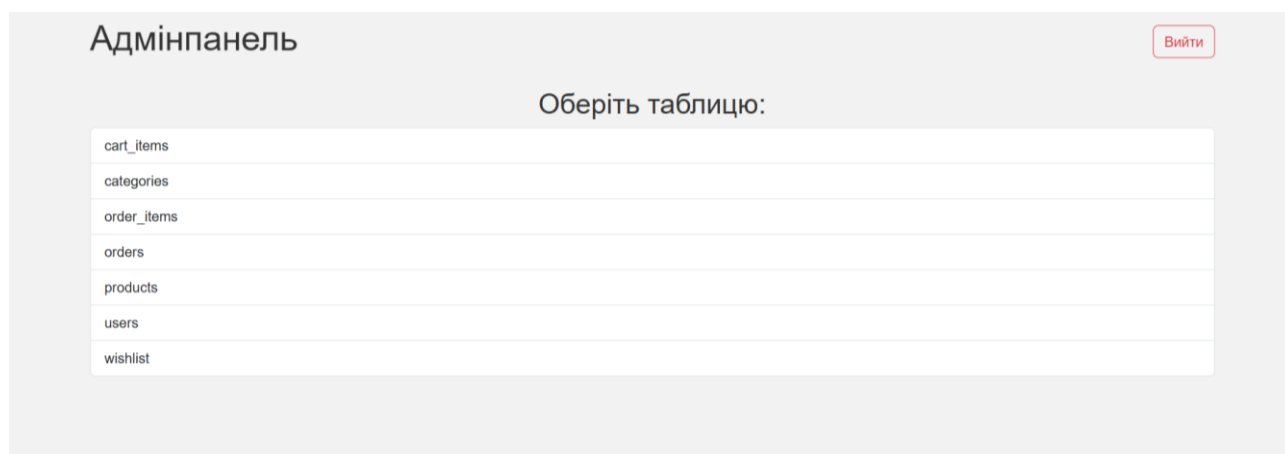 Адмінпанель
Вийти
Оберіть таблицю:
cart_items
categories
order_items
orders
products
users
wishlist